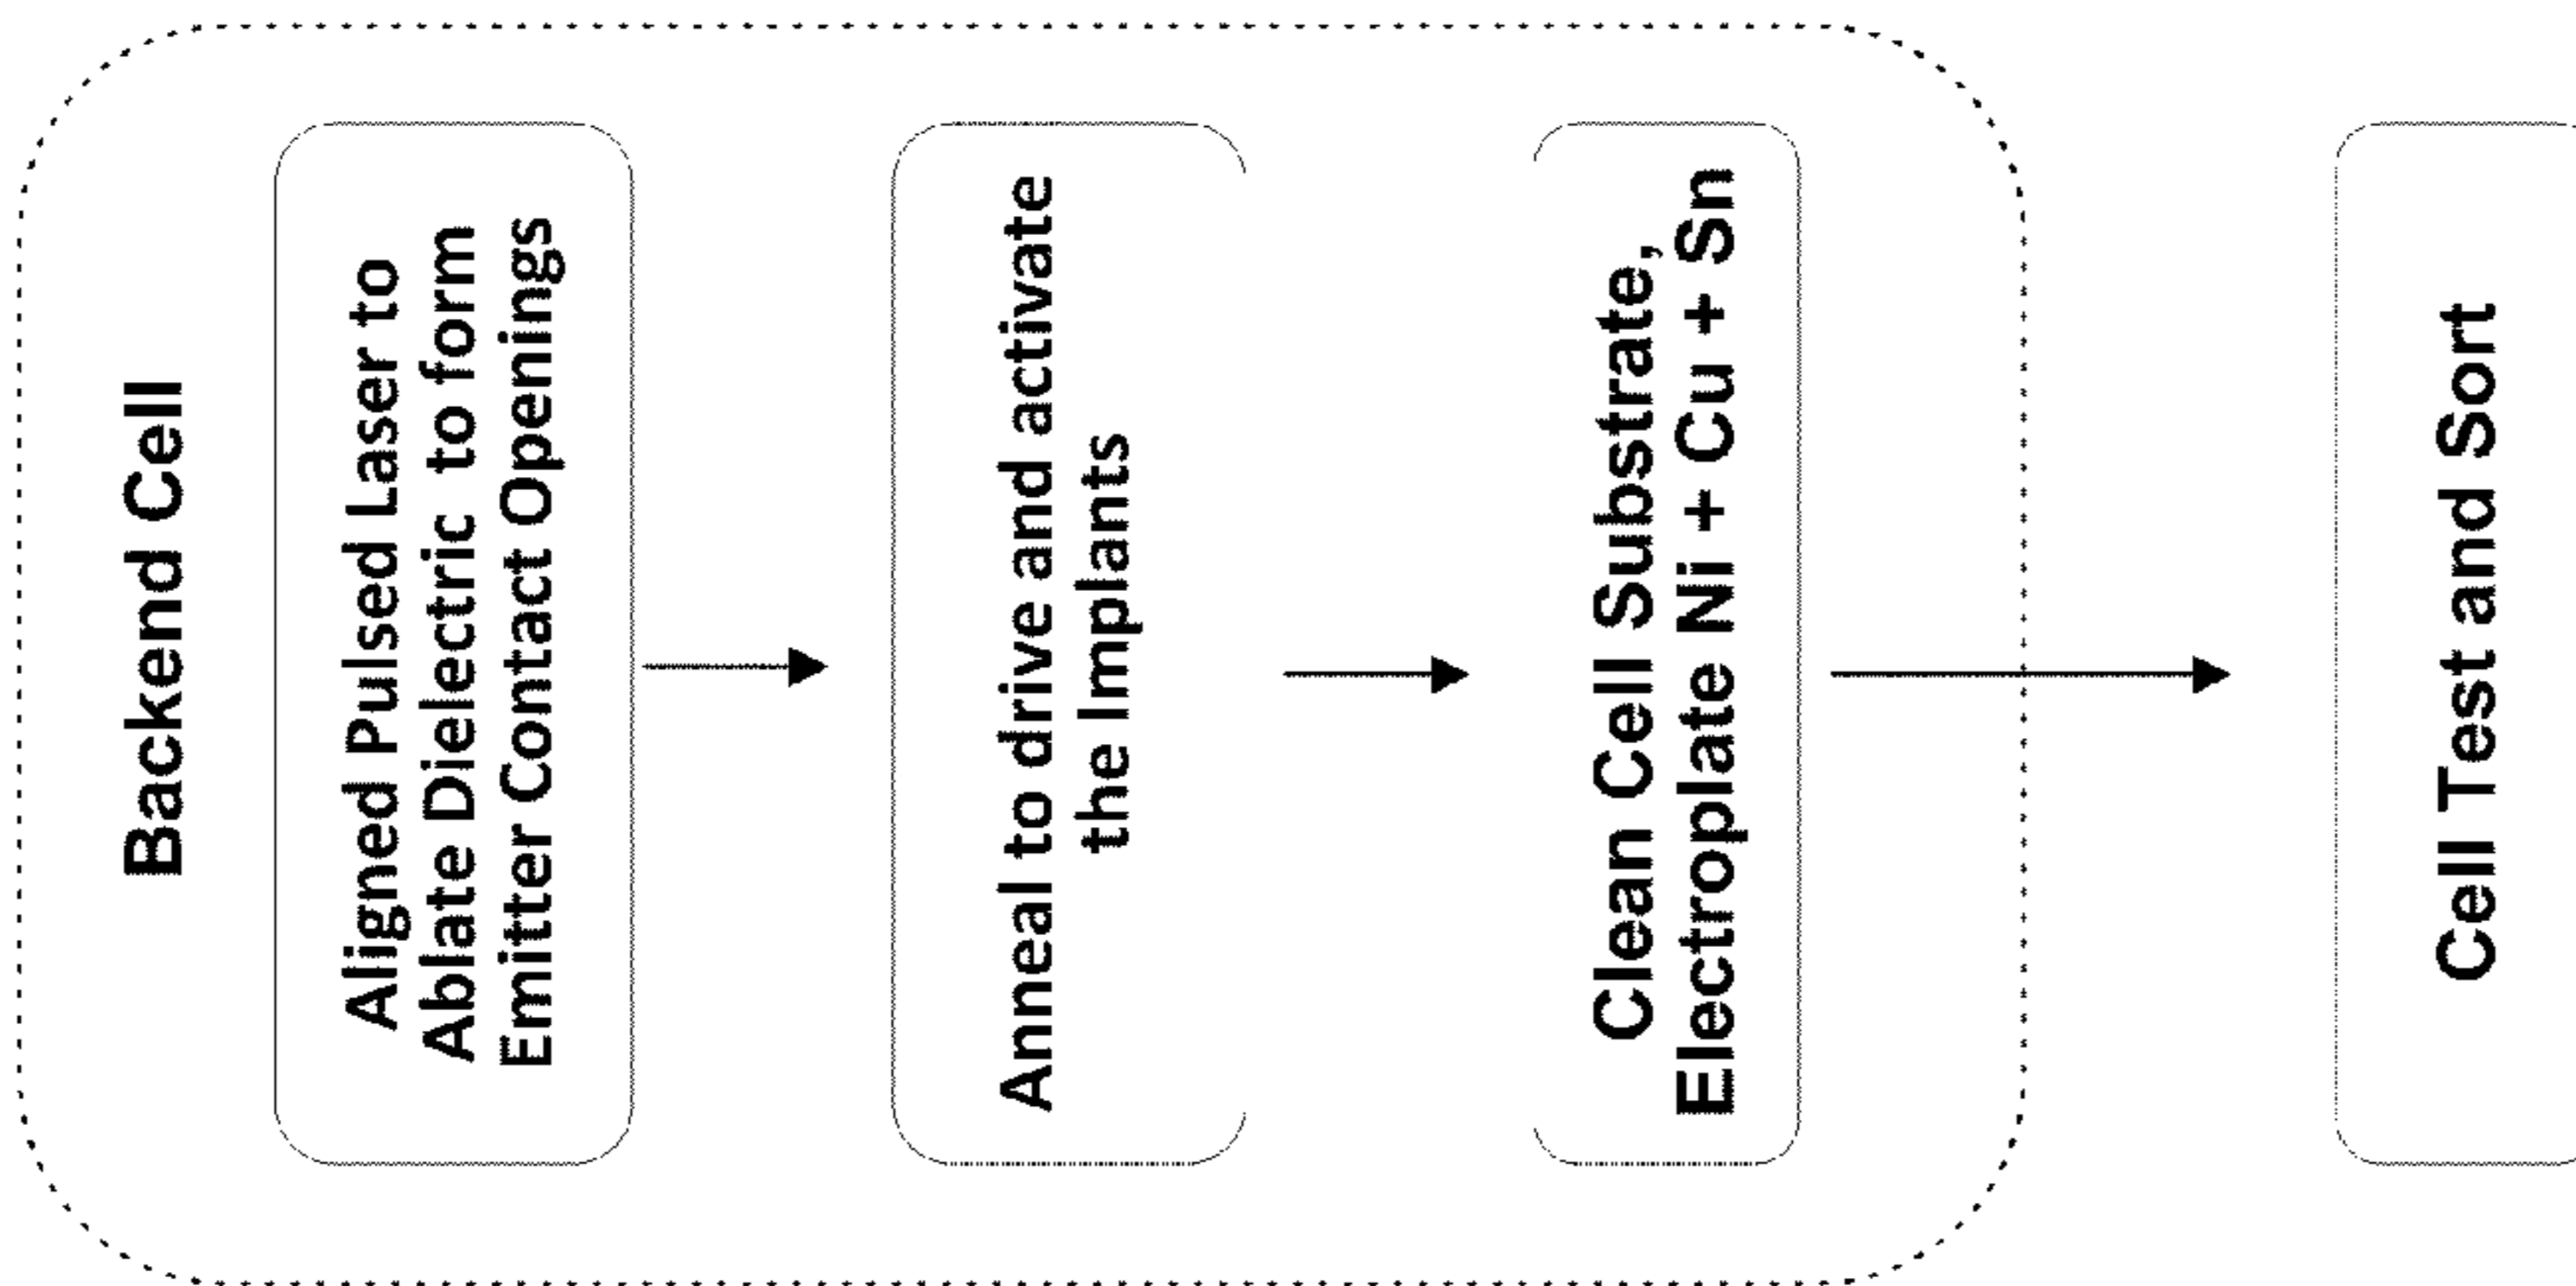 Backend Cell
Aligned Pulsed Laser to
Ablate Dielectric to form
Emitter Contact Openings
Anneal to drive and activate
the Implants
Clean Cell Substrate,
Electroplate Ni + Cu + Sn
Cell Test and Sort